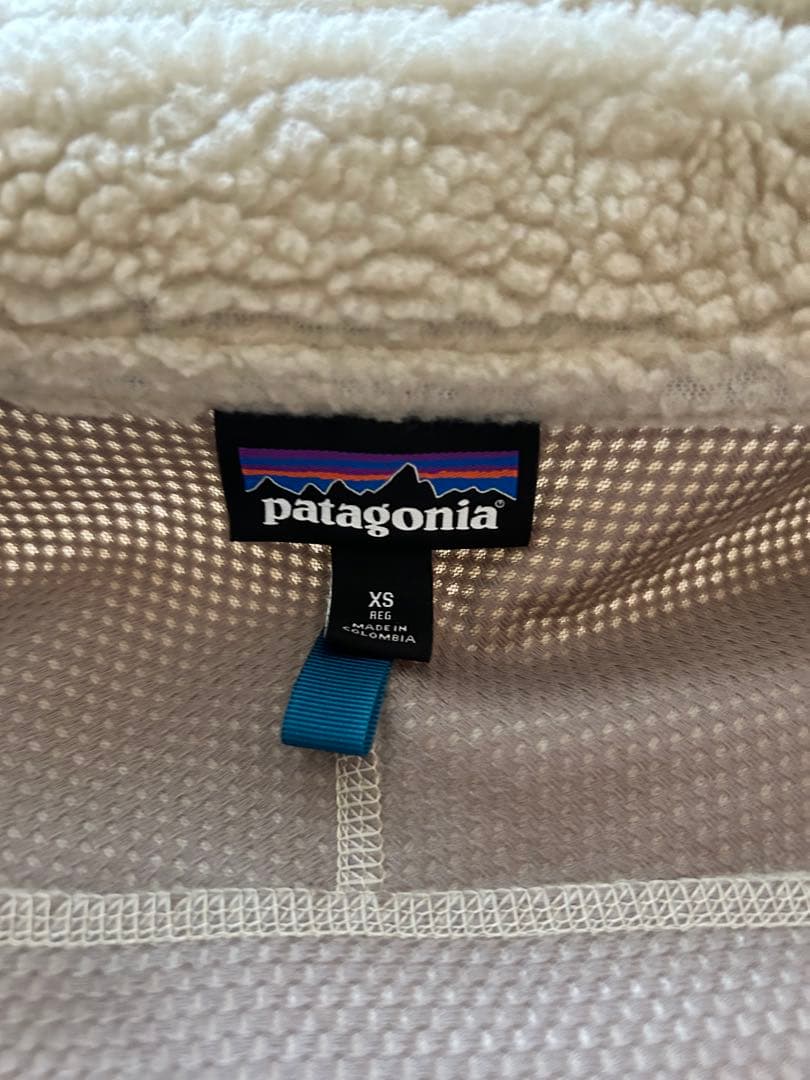 patagonia®
XS
REG
MADE IN
COLOMBIA